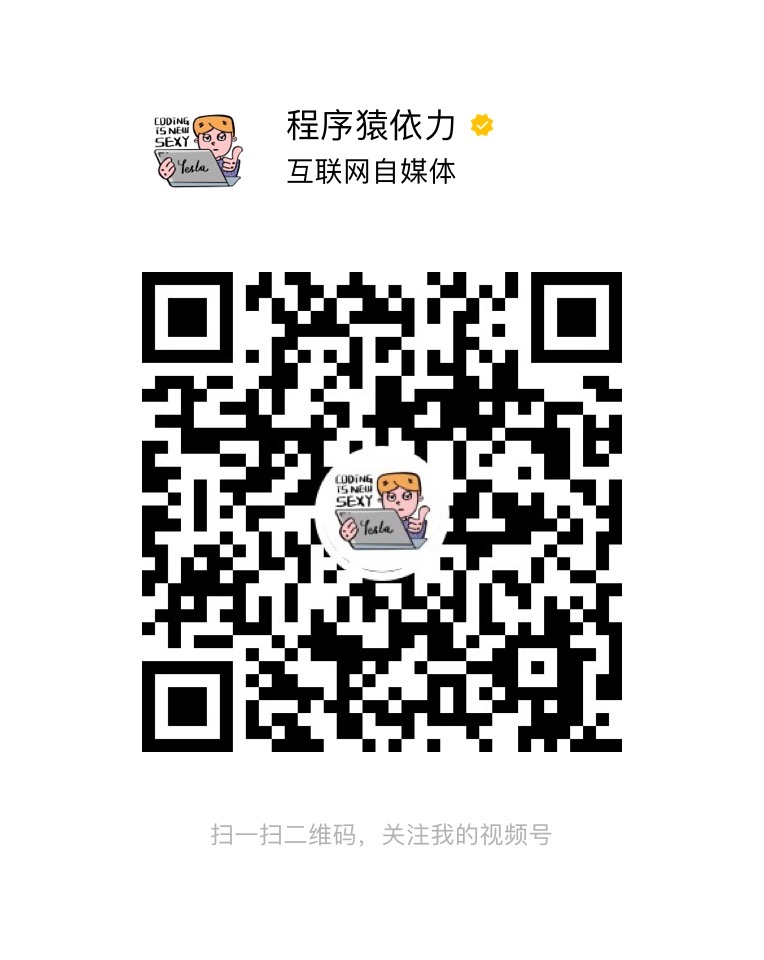 CODING
IS NEW
SEXY
Tesla
程序猿依力
互联网自媒体
CODING
IS NEW
SEXY
Tesla
扫一扫二维码，关注我的视频号